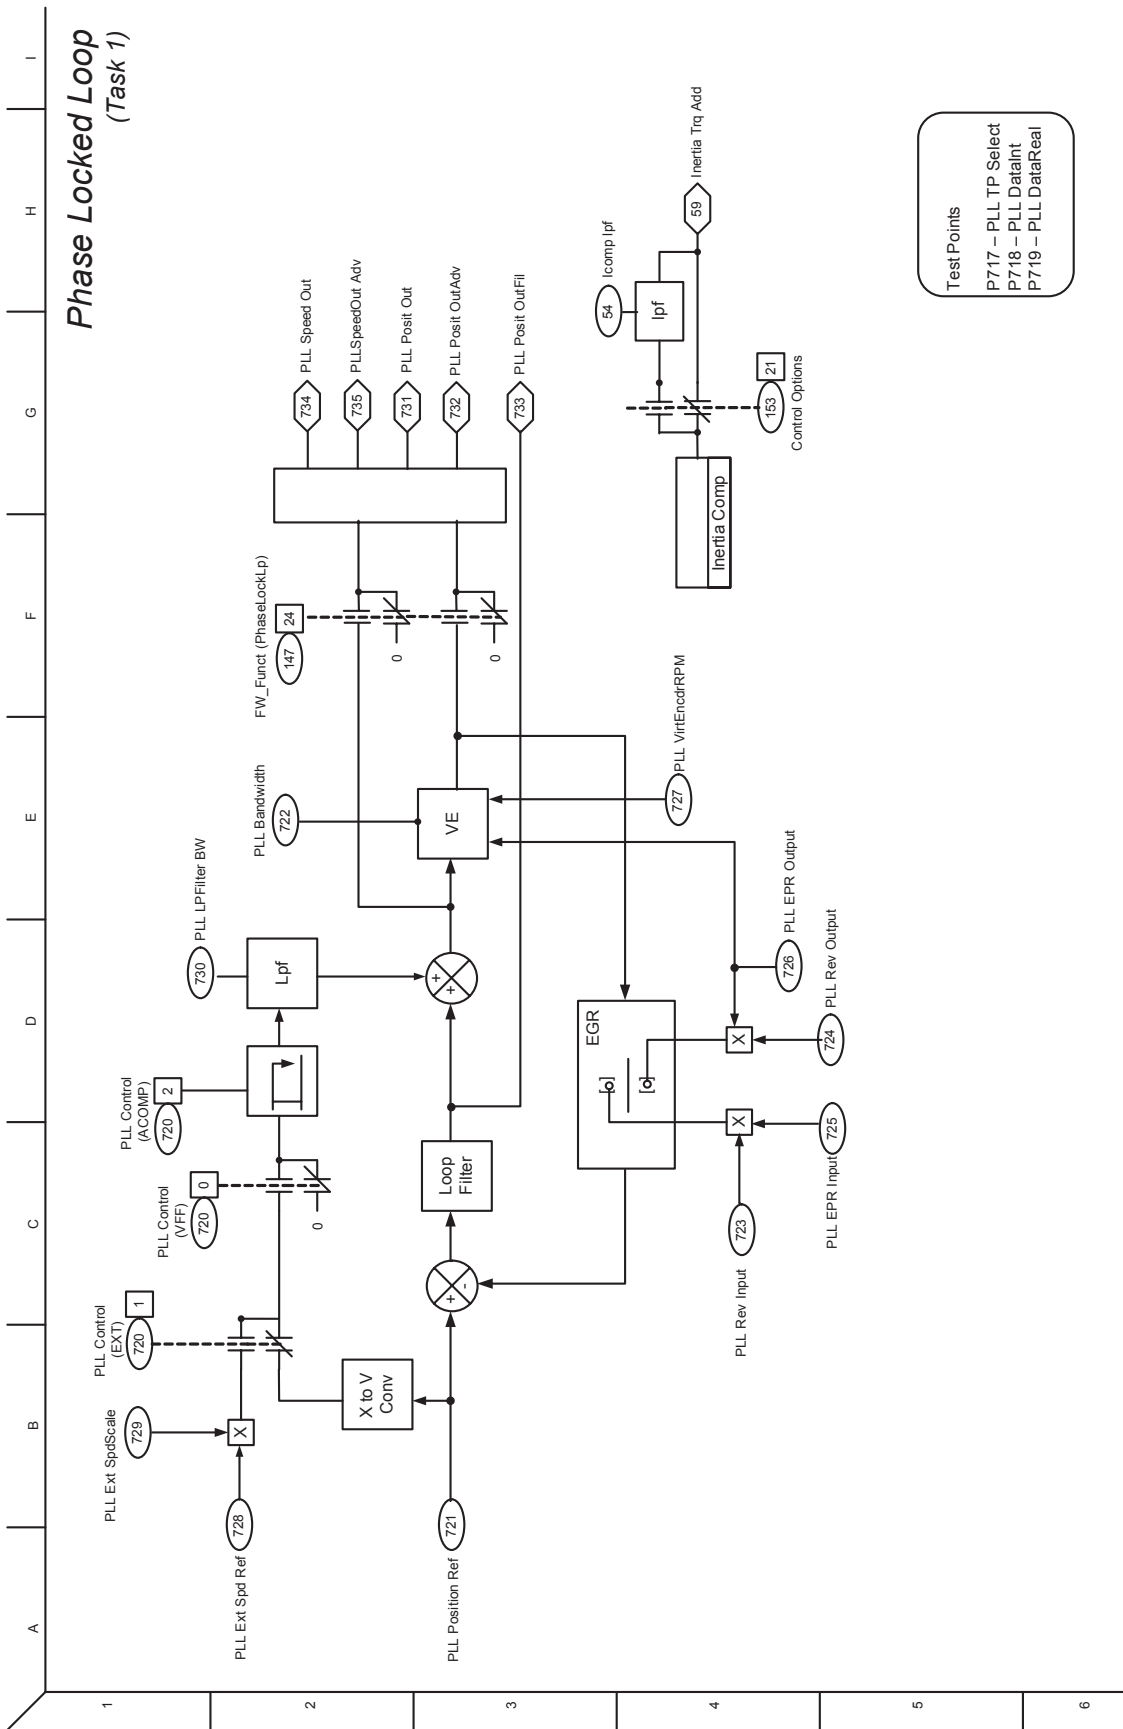 Phase Locked Loop
(Task 1)
A
B
C
D
E
F
G
H
I
1
2
3
4
5
6
PLL Ext SpdScale
729
PLL Ext Spd Ref
728
X
PLL Control
(EXT)
720
1
PLL Control
(VFF)
720
0
0
PLL Control
(ACOMP)
720
2
PLL LPFilter BW
730
Lpf
X to V
Conv
PLL Position Ref
721
+
-
Loop
Filter
+
+
PLL Bandwidth
722
VE
FW_Funct (PhaseLockLp)
147
24
0
0
734
PLL Speed Out
735
PLLSpeedOut Adv
731
PLL Posit Out
732
PLL Posit OutAdv
733
PLL Posit OutFil
EGR
[ ]
[ ]
X
X
PLL Rev Input
723
PLL EPR Input
725
PLL Rev Output
724
PLL EPR Output
726
PLL VirtEncdrRPM
727
Inertia Comp
Control Options
153
21
lpf
54
Icomp lpf
59
Inertia Trq Add
Test Points
P717 – PLL TP Select
P718 – PLL DataInt
P719 – PLL DataReal